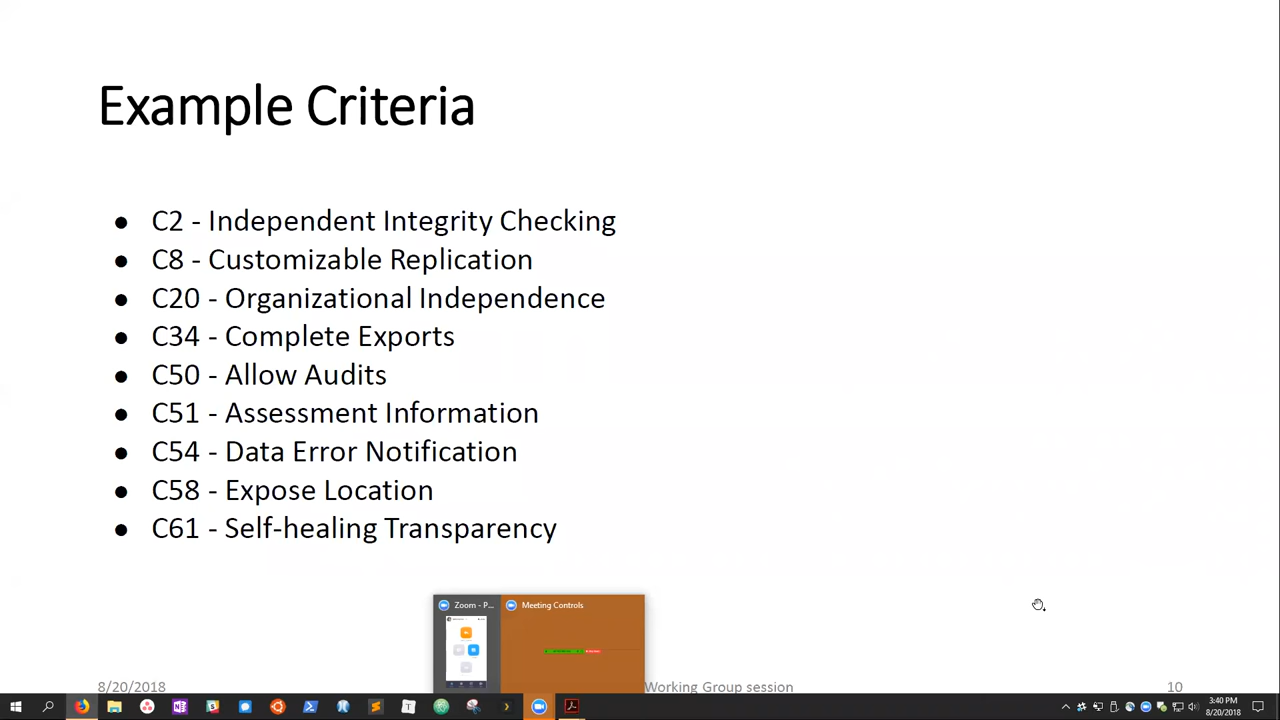 Example Criteria
● C2 - Independent Integrity Checking
● C8 - Customizable Replication
● C20 - Organizational Independence
● C34 - Complete Exports
● C50 - Allow Audits
● C51 - Assessment Information
● C54 - Data Error Notification
● C58 - Expose Location
● C61 - Self-healing Transparency
Zoom - P... Meeting Controls
8/20/2018 Working Group session 10
3:40 PM
8/20/2018